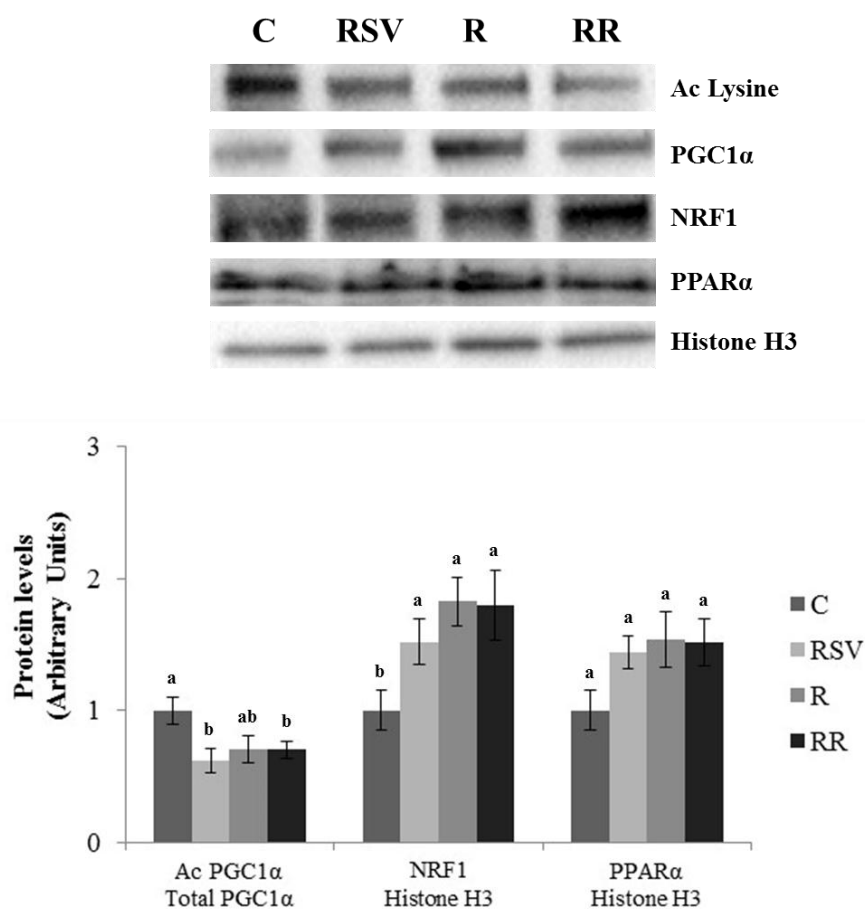 C RSV R RR
Ac Lysine
PGC1α
NRF1
PPARα
Histone H3
Protein levels
(Arbitrary Units)
3
2
1
0
a b ab b
b a a a
a a a a
C
RSV
R
RR
Ac PGC1α NRF1 PPARα
Total PGC1α Histone H3 Histone H3